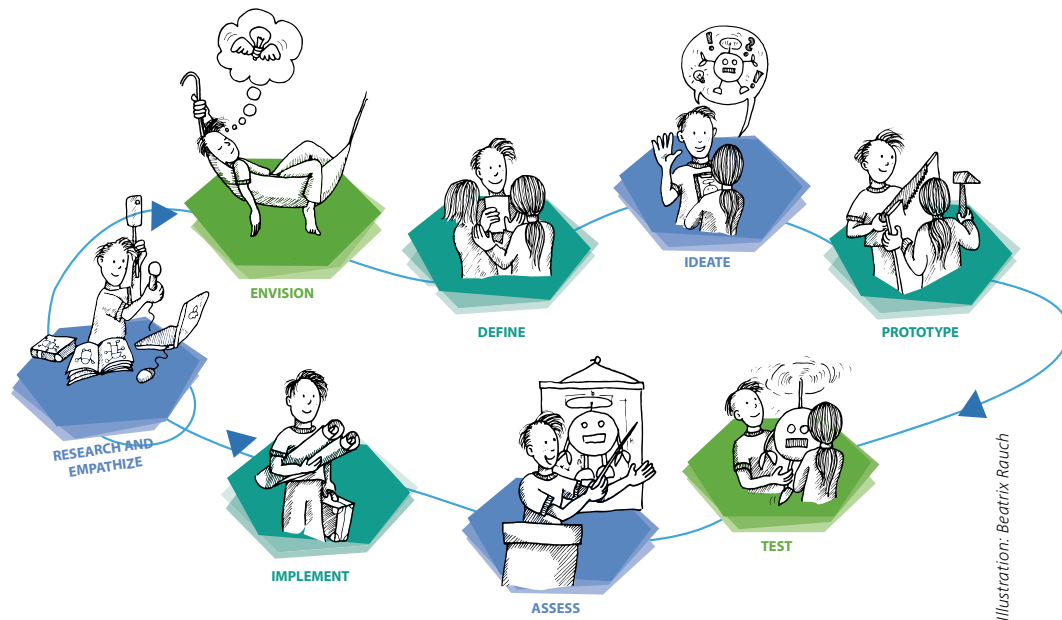 ENVISION
DEFINE
IDEATE
PROTOTYPE
RESEARCH AND
EMPATHIZE
IMPLEMENT
ASSESS
TEST
Illustration: Beatrix Rauch